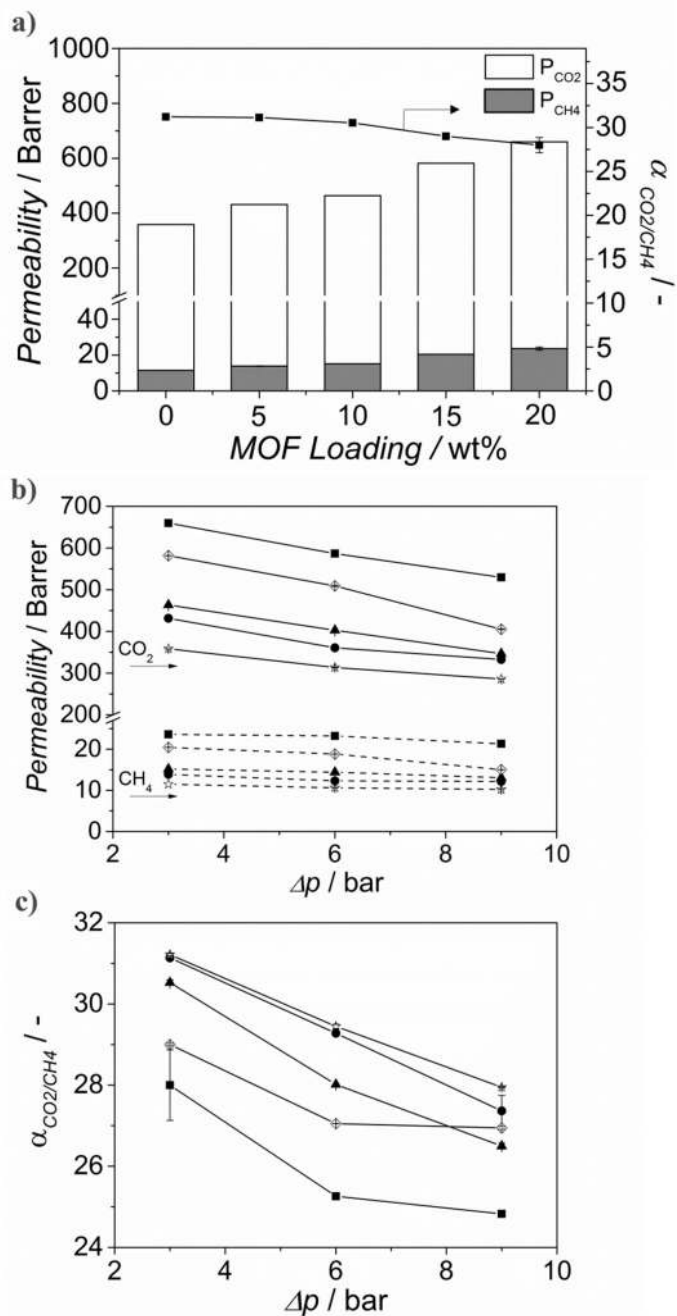 a)
1000
800
600
400
200
40
20
0
Permeability / Barrer
P_CO2
P_CH4
35
30
25
20
15
10
5
0
α CO2/CH4 / -
0 5 10 15 20
MOF Loading / wt%
b)
700
600
500
400
300
200
20
10
0
Permeability / Barrer
CO2
CH4
2 4 6 8 10
Δp / bar
c)
32
30
28
26
24
αCO2/CH4 / -
2 4 6 8 10
Δp / bar